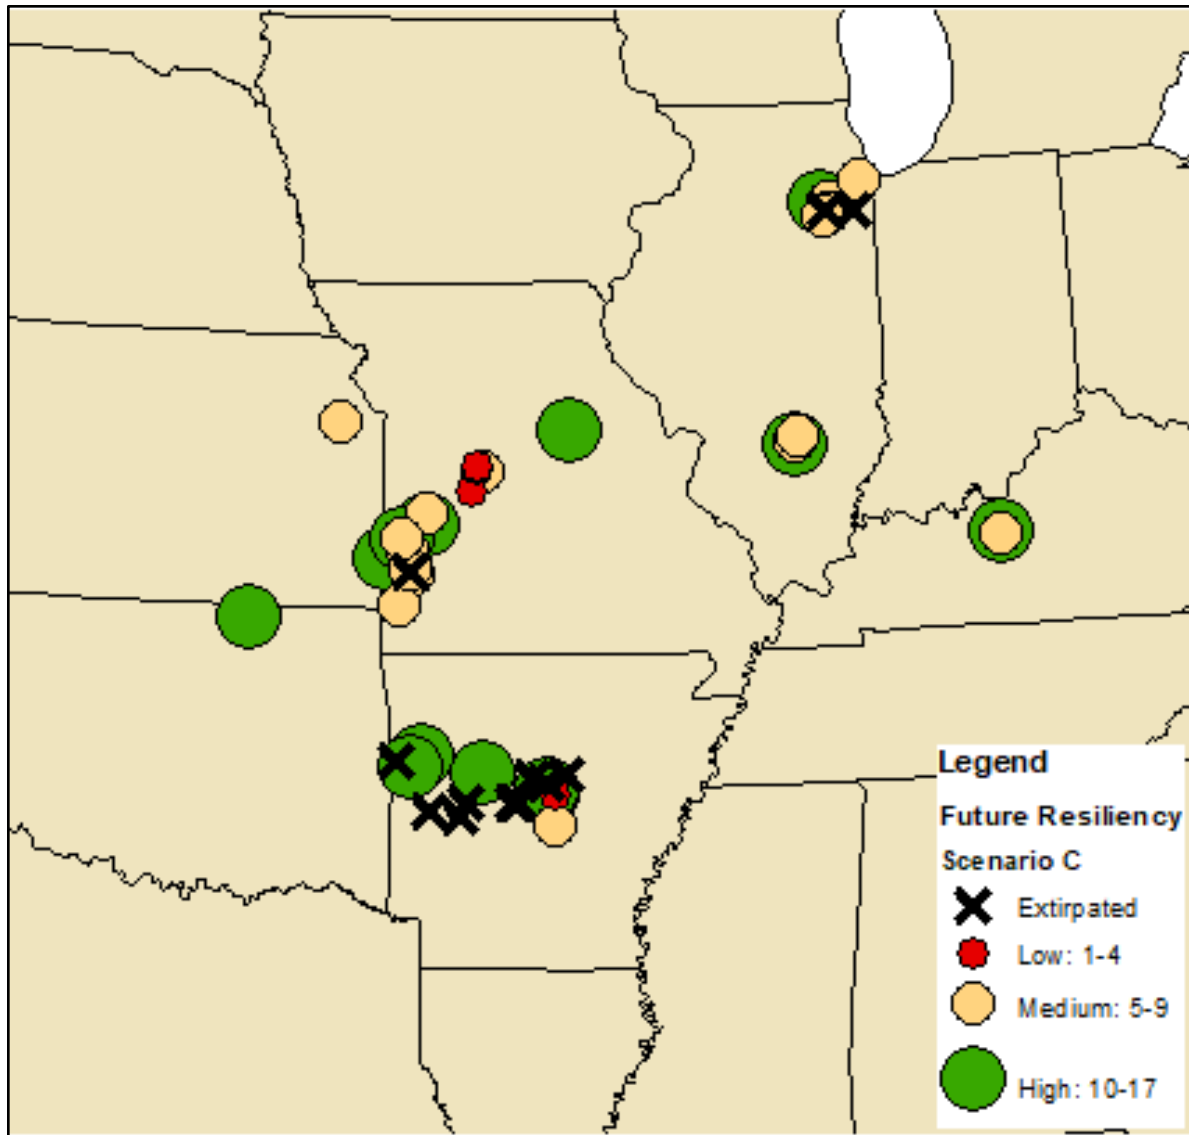 Legend
Future Resiliency
Scenario C
Extirpated
Low: 1-4
Medium: 5-9
High: 10-17